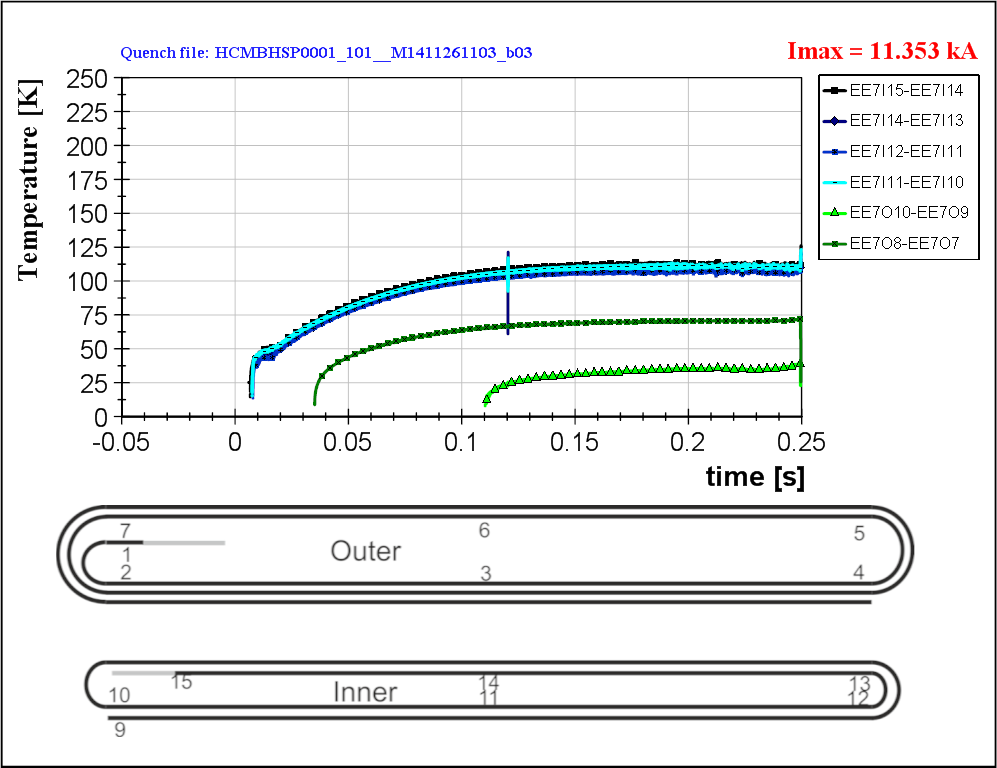 Quench file: HCMBHSP0001_101__M1411261103_b03
Imax = 11.353 kA
Temperature [K]
250
225
200
175
150
125
100
75
50
25
0
-0.05 0 0.05 0.1 0.15 0.2 0.25
time [s]
EE7I15-EE7I14
EE7I14-EE7I13
EE7I12-EE7I11
EE7I11-EE7I10
EE7O10-EE7O9
EE7O8-EE7O7
7 6 5
1 Outer
2 3 4
15 14 13
10 Inner 11 12
9